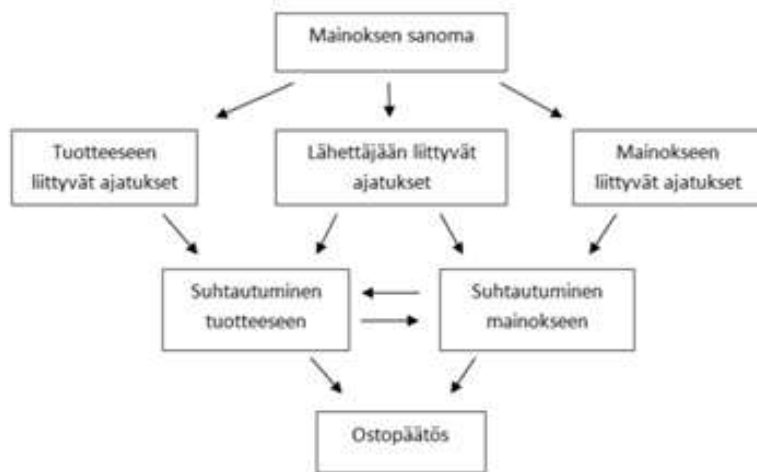 Mainoksen sanoma
Tuotteeseen
liittyvät ajatukset
Lähettäjään liittyvät
ajatukset
Mainokseen
liittyvät ajatukset
Suhtautuminen
tuotteeseen
Suhtautuminen
mainokseen
Ostopäätös